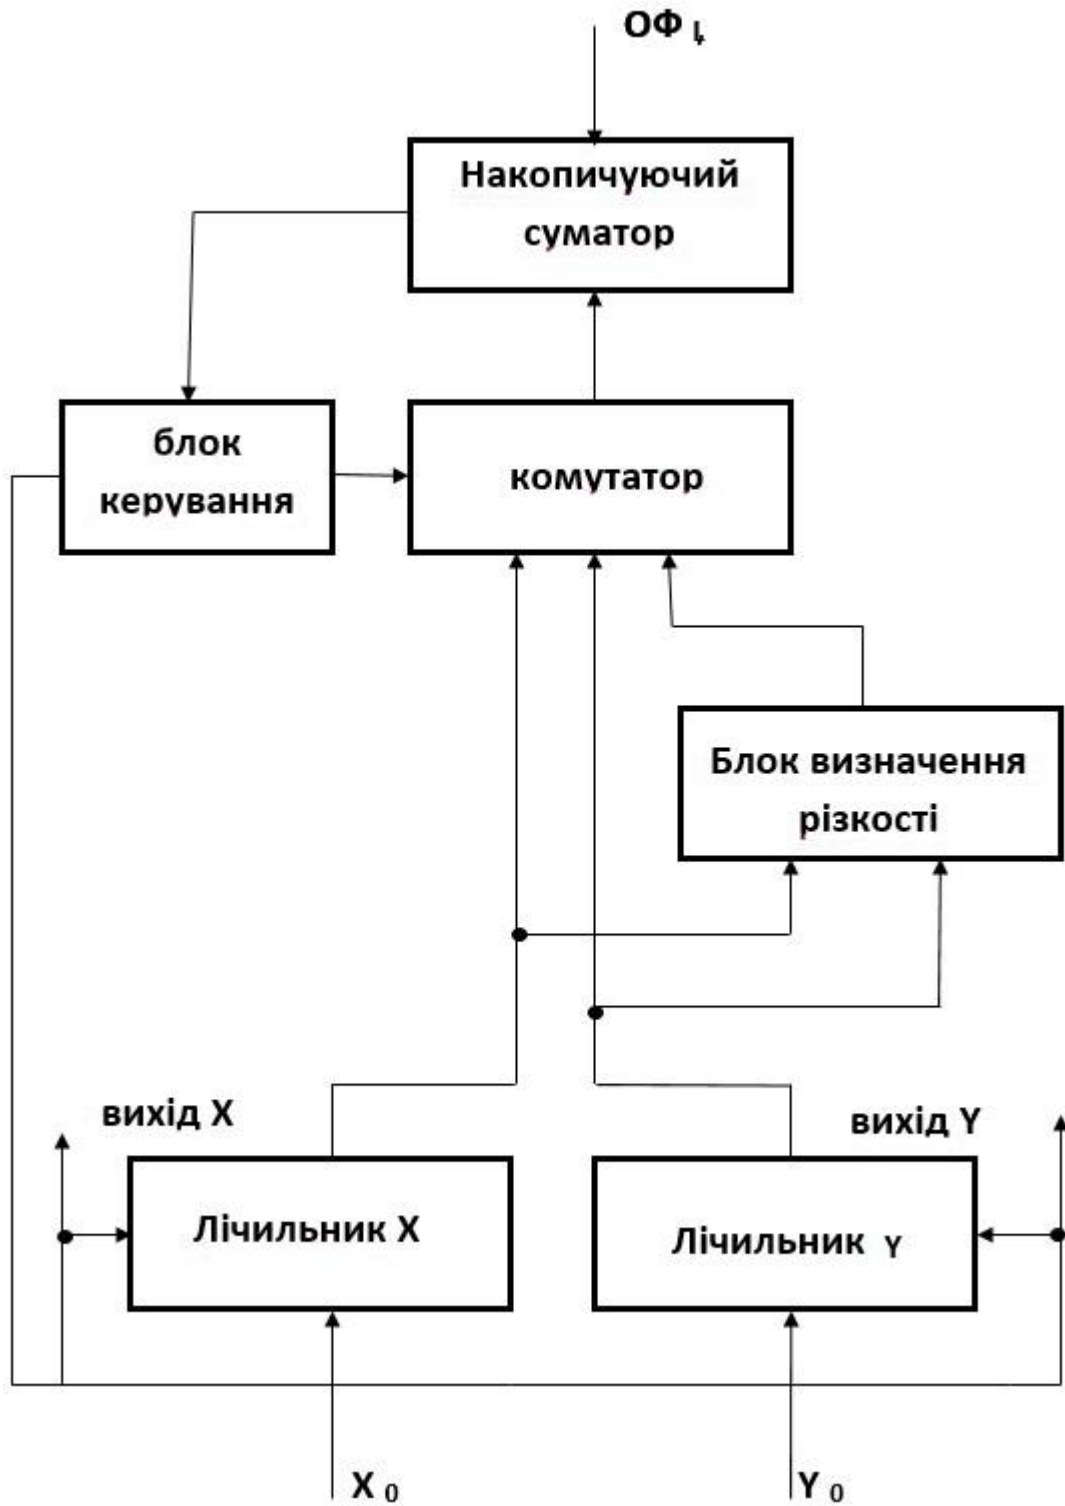 ОФ
Накопичуючий
суматор
блок
керування
комутатор
Блок визначення
різкості
вихід X
вихід Y
Лічильник X
Лічильник Y
X 0
Y 0